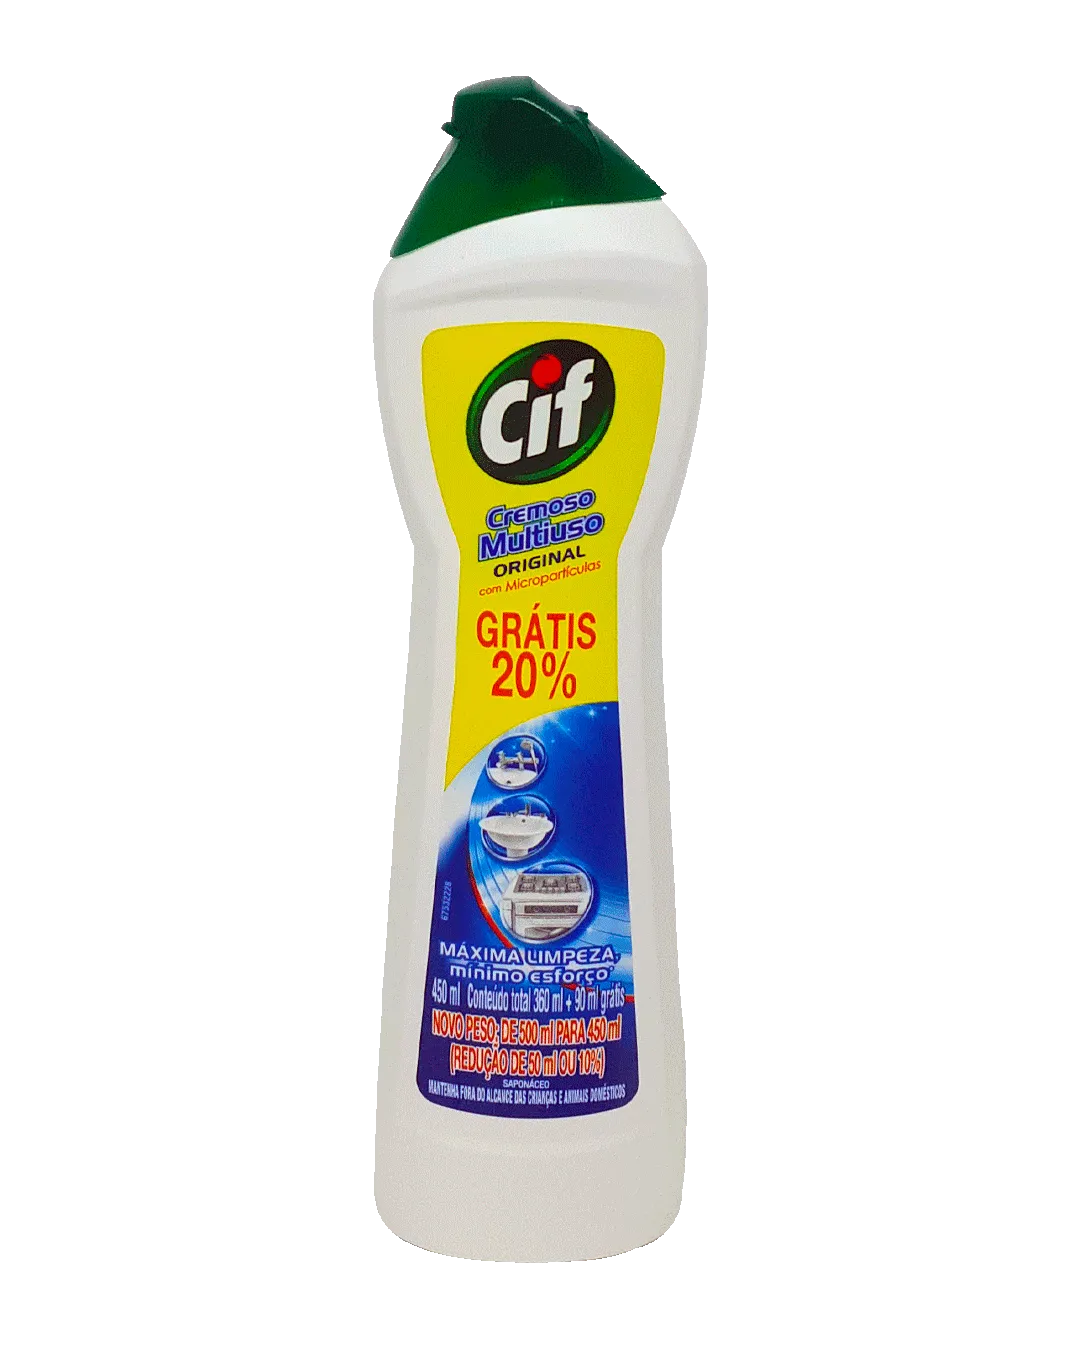 Cif
Cremoso
Multiuso
ORIGINAL
com Micropartículas
GRÁTIS
20%
67532228
MÁXIMA LIMPEZA,
mínimo esforço*
450 ml Conteúdo total 360 ml + 90 ml grátis
NOVO PESO: DE 500 ml PARA 450 ml
(REDUÇÃO DE 50 ml OU 10%)
SAPONÁCEO
MANTENHA FORA DO ALCANCE DAS CRIANÇAS E ANIMAIS DOMÉSTICOS